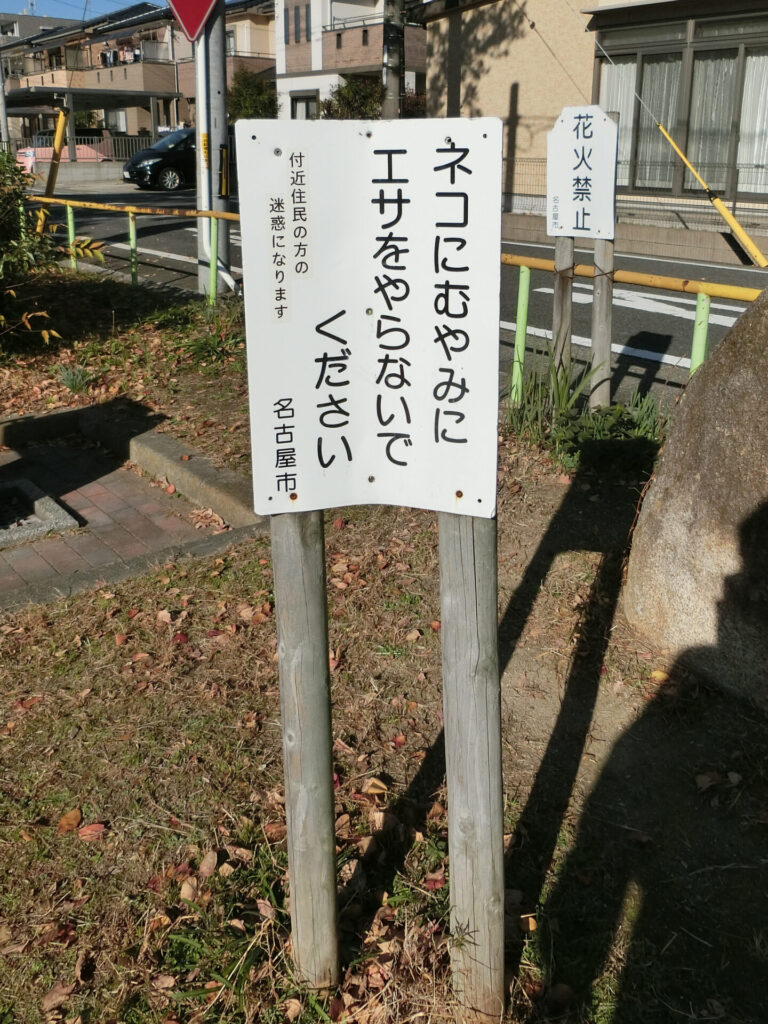 ネコにむやみに
エサをやらないで
ください
付近住民の方の
迷惑になります
名古屋市
花火禁止
名古屋市